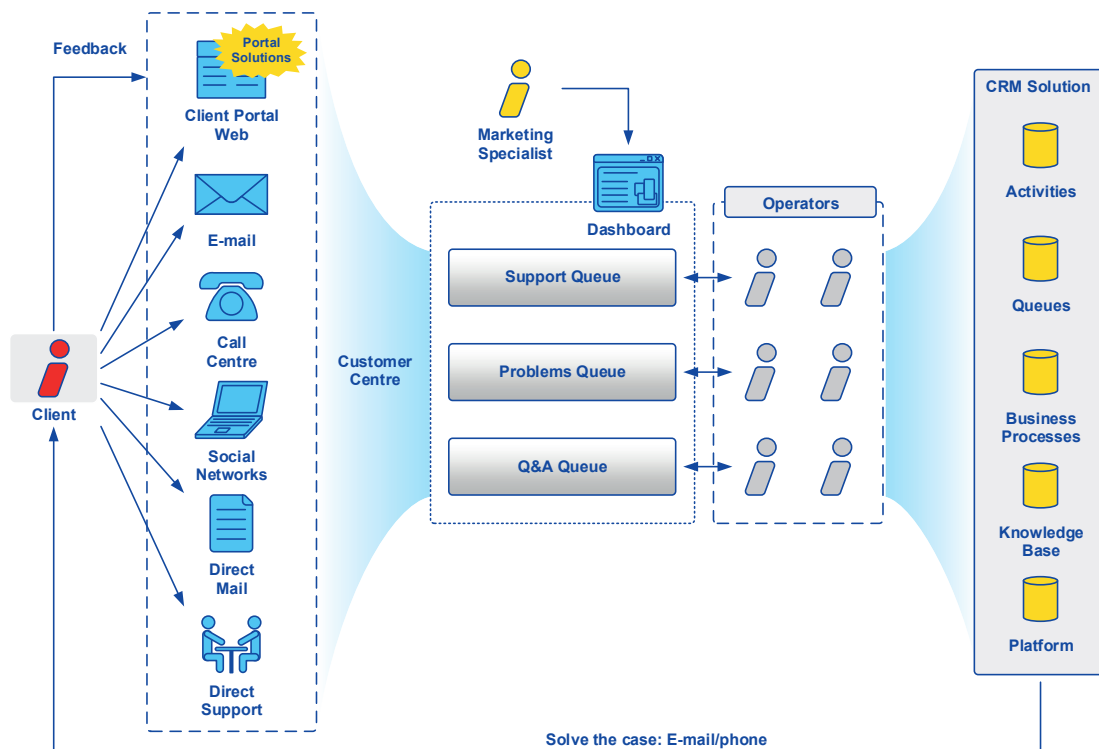 Feedback
Portal
Solutions
Client Portal
Web
E-mail
Call
Centre
Social
Networks
Direct
Mail
Direct
Support
Client
Customer
Centre
Marketing
Specialist
Dashboard
Support Queue
Problems Queue
Q&A Queue
Operators
CRM Solution
Activities
Queues
Business
Processes
Knowledge
Base
Platform
Solve the case: E-mail/phone